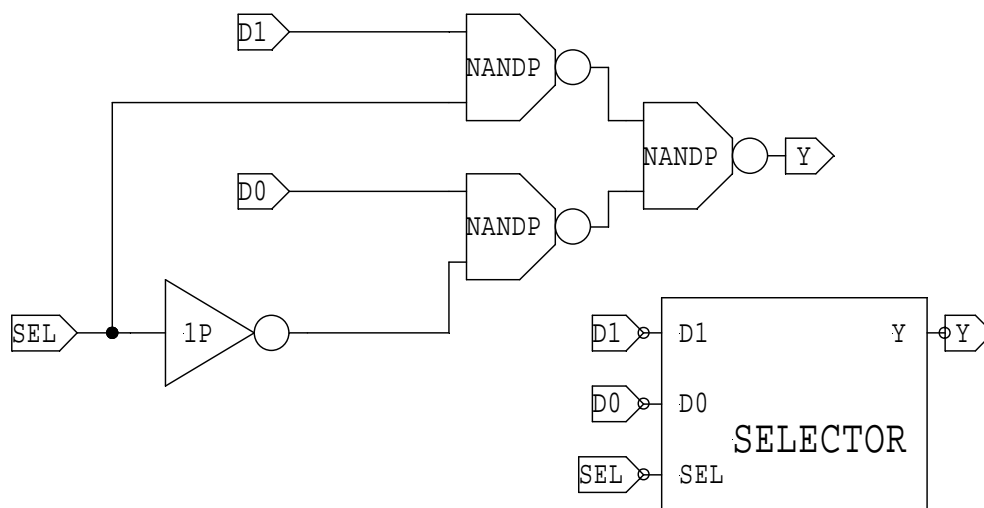 D1
NANDP
NANDP
Y
D0
NANDP
SEL
1P
D1
D1
Y
Y
D0
D0
SELECTOR
SEL
SEL